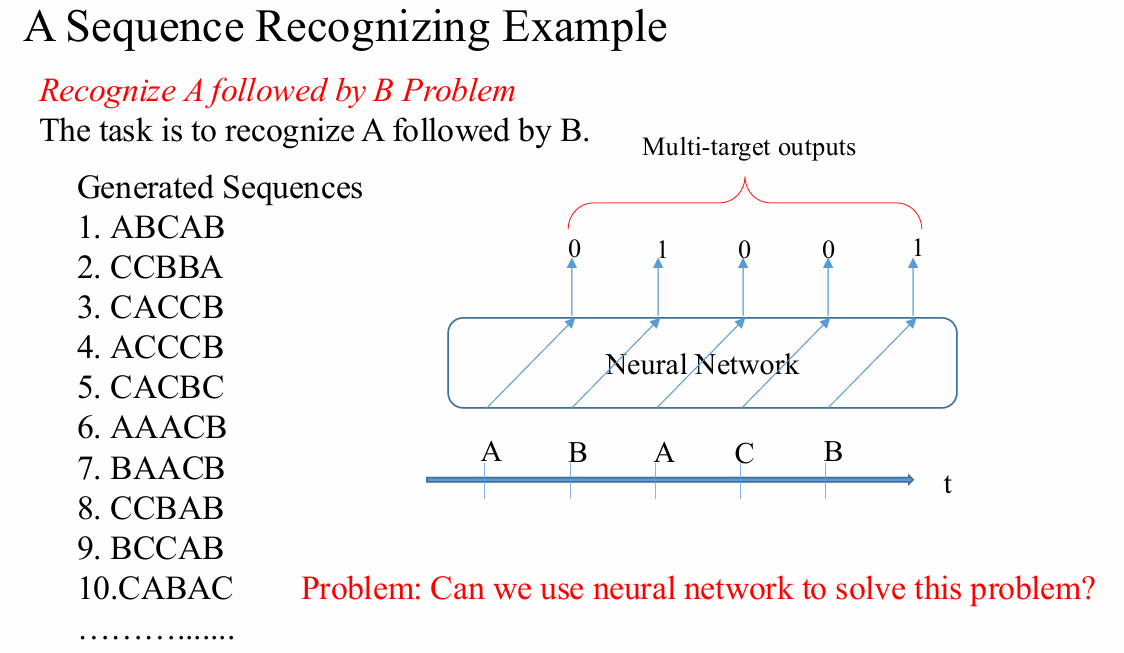 A Sequence Recognizing Example
Recognize A followed by B Problem
The task is to recognize A followed by B.
Generated Sequences
1. ABCAB
2. CCBBA
3. CACCB
4. ACCCB
5. CACBC
6. AAACB
7. BAACB
8. CCBAB
9. BCCAB
10.CABAC
……….......
Multi-target outputs
0 1 0 0 1
Neural Network
A B A C B
t
Problem: Can we use neural network to solve this problem?